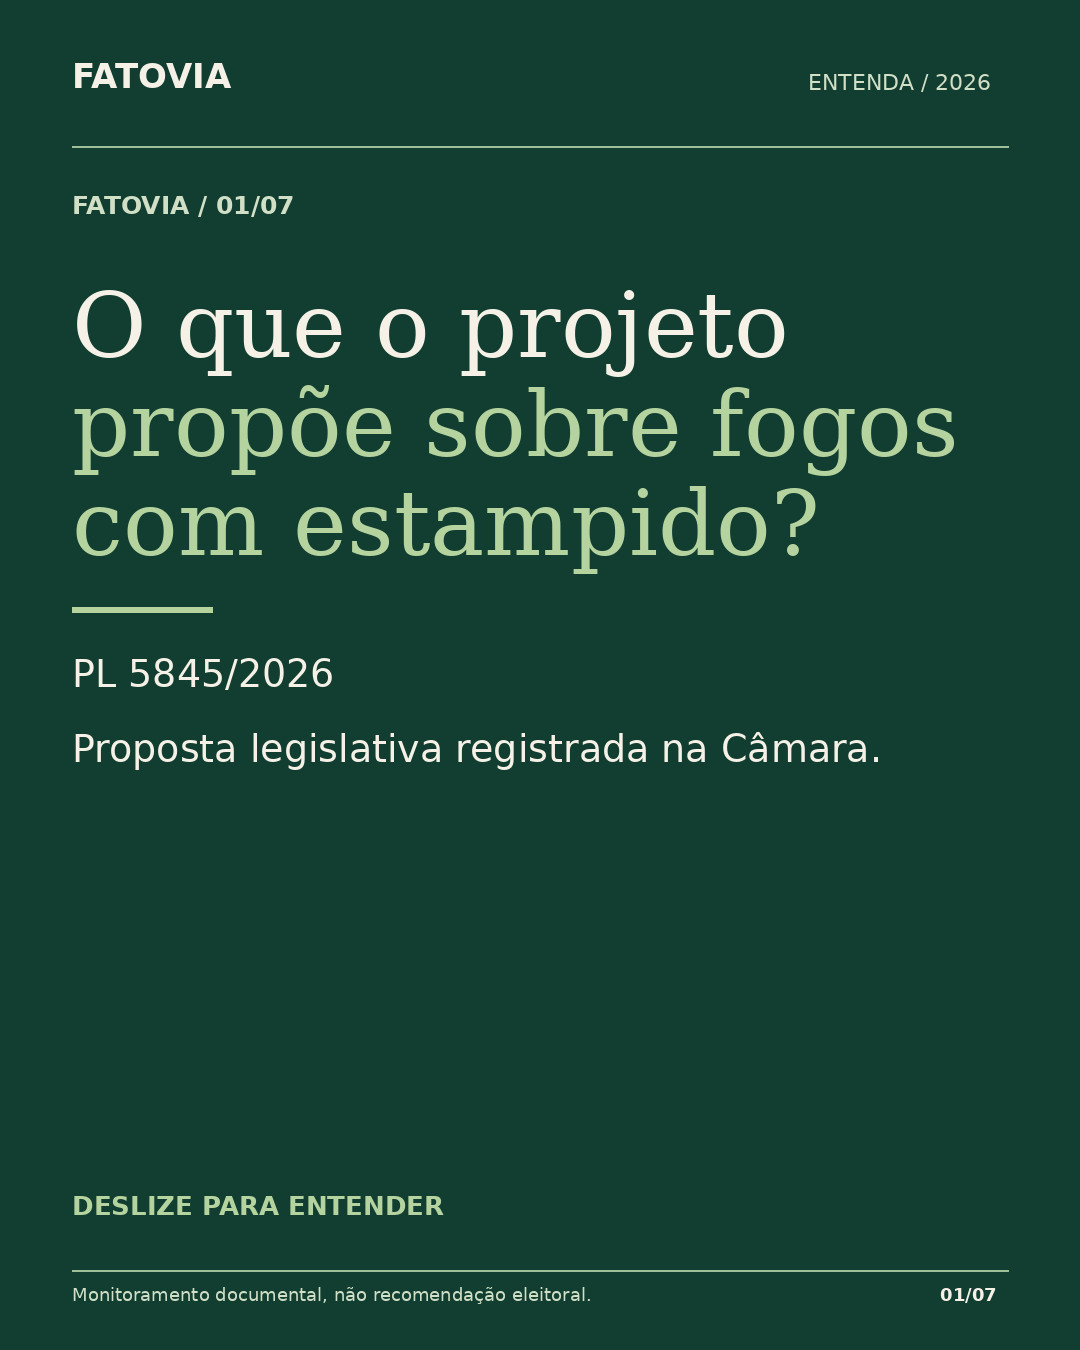 FATOVIA
ENTENDA / 2026
FATOVIA / 01/07
O que o projeto
propõe sobre fogos
com estampido?
PL 5845/2026
Proposta legislativa registrada na Câmara.
DESLIZE PARA ENTENDER
Monitoramento documental, não recomendação eleitoral.
01/07